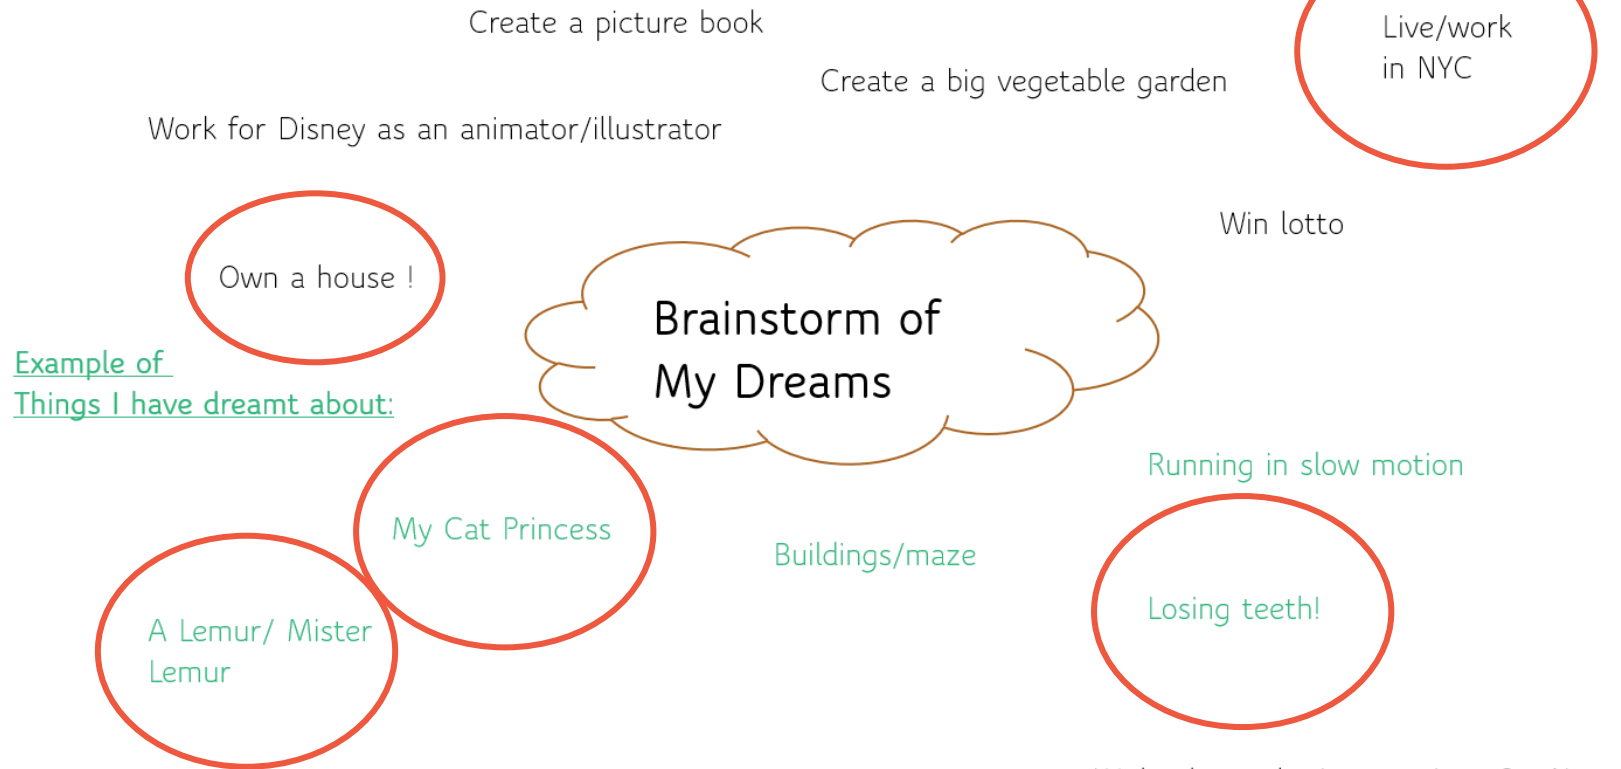 Create a picture book
Live/work
in NYC
Create a big vegetable garden
Work for Disney as an animator/illustrator
Win lotto
Own a house !
Brainstorm of
My Dreams
Example of
Things I have dreamt about:
Running in slow motion
My Cat Princess
Buildings/maze
Losing teeth!
A Lemur/ Mister
Lemur